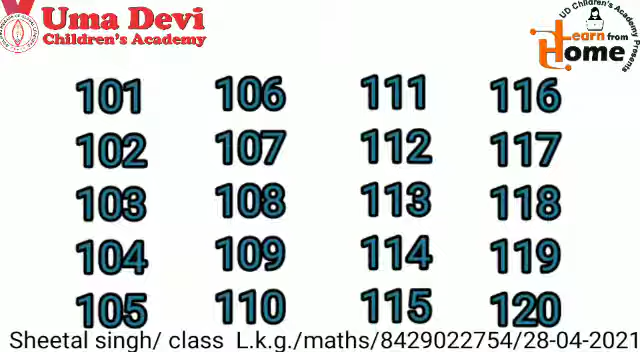 Uma Devi
Children's Academy
UD Children's Academy Presents
Learn from
Home
101 106 111 116
102 107 112 117
103 108 113 118
104 109 114 119
105 110 115 120
Sheetal singh/ class L.k.g./maths/8429022754/28-04-2021